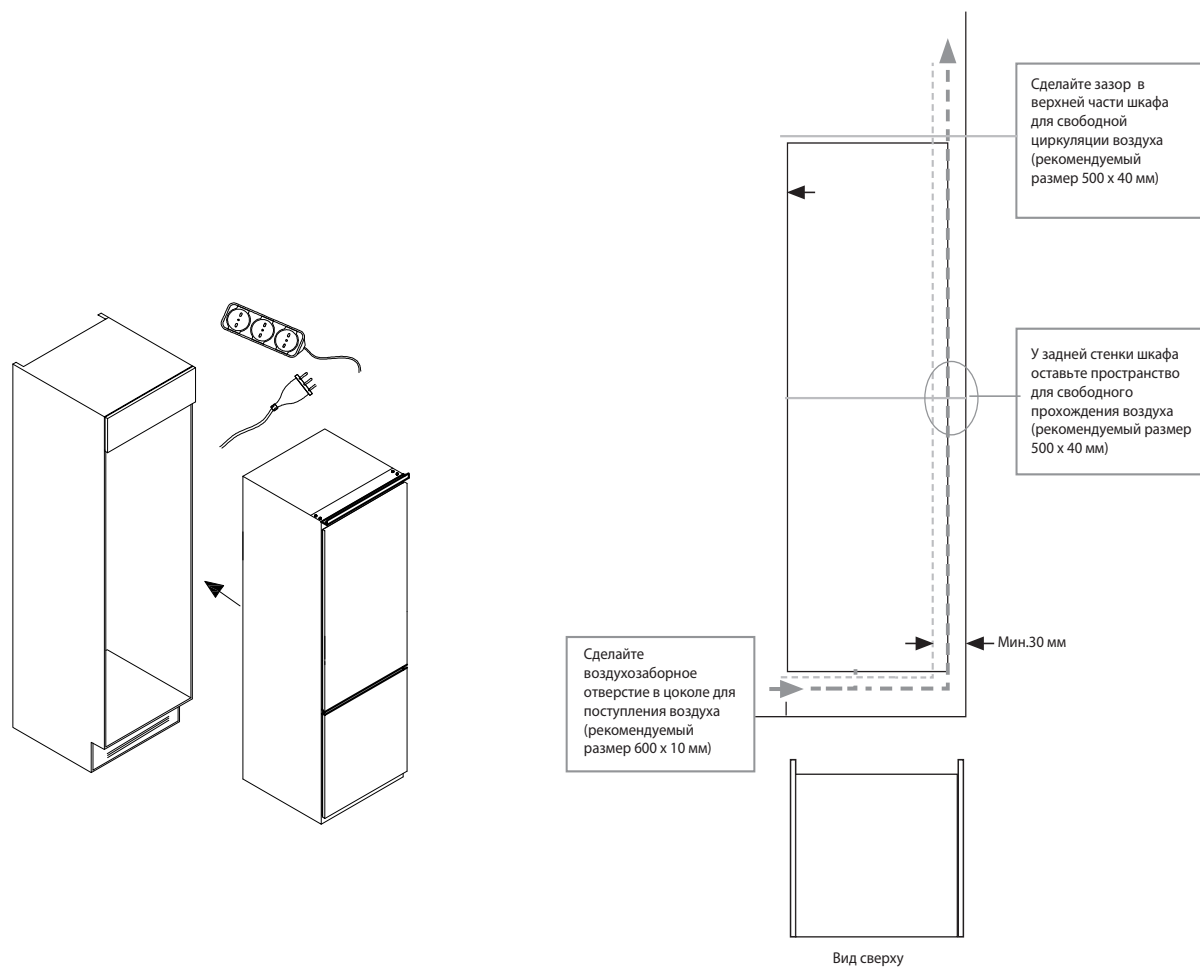 Сделайте зазор в
верхней части шкафа
для свободной
циркуляции воздуха
(рекомендуемый
размер 500 x 40 мм)
У задней стенки шкафа
оставьте пространство
для свободного
прохождения воздуха
(рекомендуемый размер
500 x 40 мм)
Мин.30 мм
Сделайте
воздухозаборное
отверстие в цоколе для
поступления воздуха
(рекомендуемый
размер 600 x 10 мм)
Вид сверху